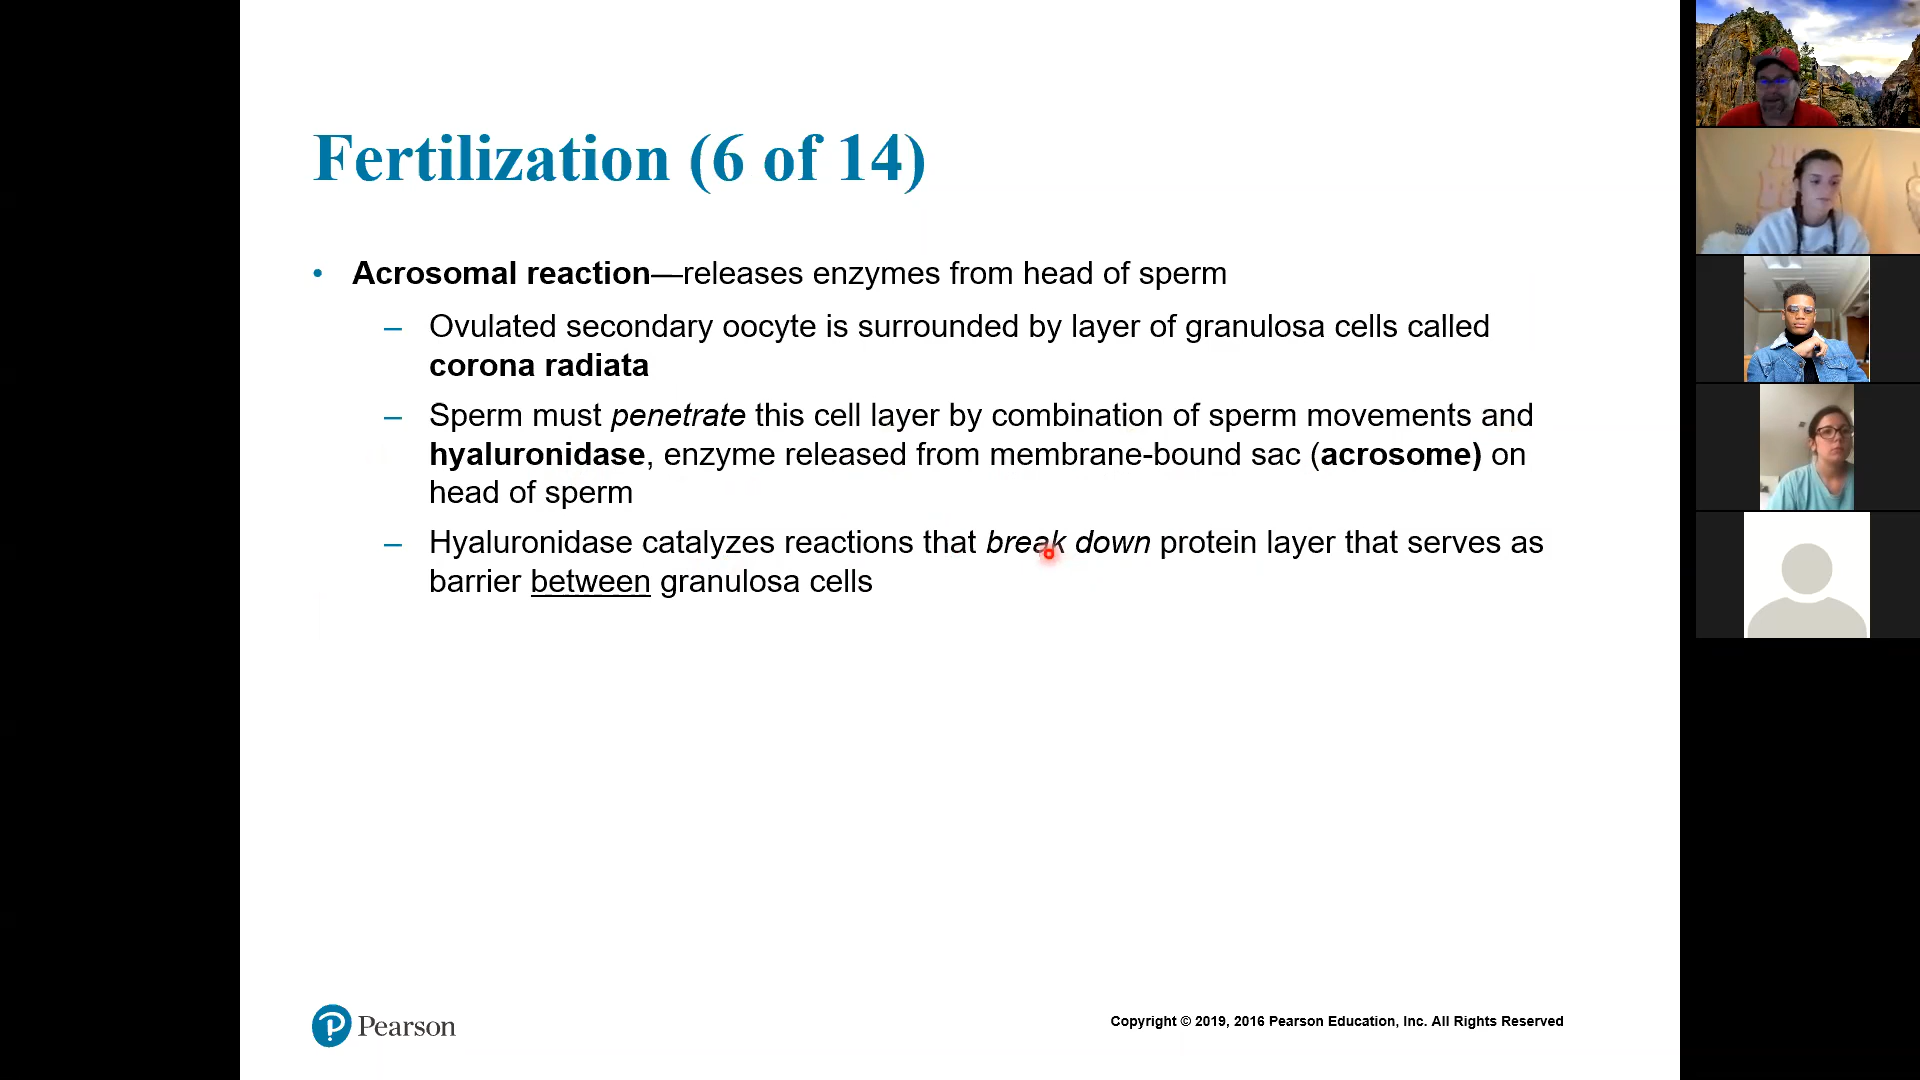 Fertilization (6 of 14)
• Acrosomal reaction—releases enzymes from head of sperm
– Ovulated secondary oocyte is surrounded by layer of granulosa cells called
corona radiata
– Sperm must penetrate this cell layer by combination of sperm movements and
hyaluronidase, enzyme released from membrane-bound sac (acrosome) on
head of sperm
– Hyaluronidase catalyzes reactions that break down protein layer that serves as
barrier between granulosa cells
Pearson
Copyright © 2019, 2016 Pearson Education, Inc. All Rights Reserved